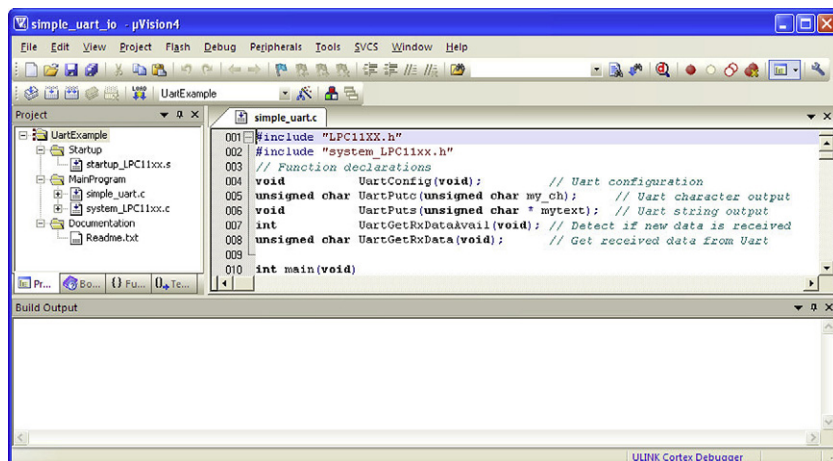 simple_uart_io - µVision4
File Edit View Project Flash Debug Peripherals Tools SVCS Window Help
LOAD UartExample
Project
simple_uart.c
UartExample
Startup
startup_LPC11xx.s
MainProgram
simple_uart.c
system_LPC11xx.c
Documentation
Readme.txt
001 #include "LPC11XX.h"
002 #include "system_LPC11xx.h"
003 // Function declarations
004 void UartConfig(void); // Uart configuration
005 unsigned char UartPutc(unsigned char my_ch); // Uart character output
006 void UartPuts(unsigned char * mytext); // Uart string output
007 int UartGetRxDataAvail(void); // Detect if new data is received
008 unsigned char UartGetRxData(void); // Get received data from Uart
009
010 int main(void)
Pr... Bo... {} Fu... Te...
Build Output
ULINK Cortex Debugger